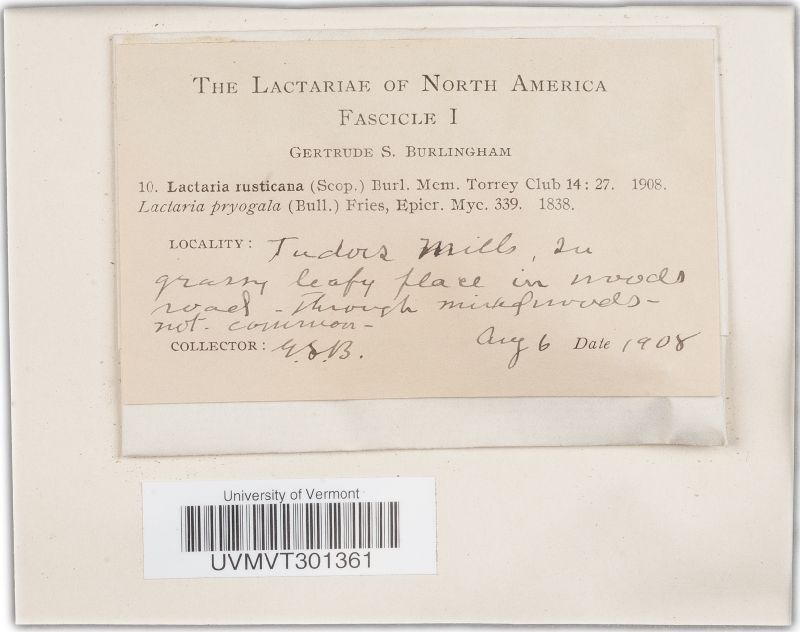 THE LACTARIAE OF NORTH AMERICA
FASCICLE I
GERTRUDE S. BURLINGHAM
10. Lactaria rusticana (Scop.) Burl. Mem. Torrey Club 14: 27. 1908.
Lactaria pryogala (Bull.) Fries, Epicr. Myc. 339. 1838.
LOCALITY: Tudors Mills, In
grassy leafy place in woods
road - through mixed woods -
not common -
COLLECTOR: G.S.B. Aug 6 Date 1908
University of Vermont
UVMVT301361